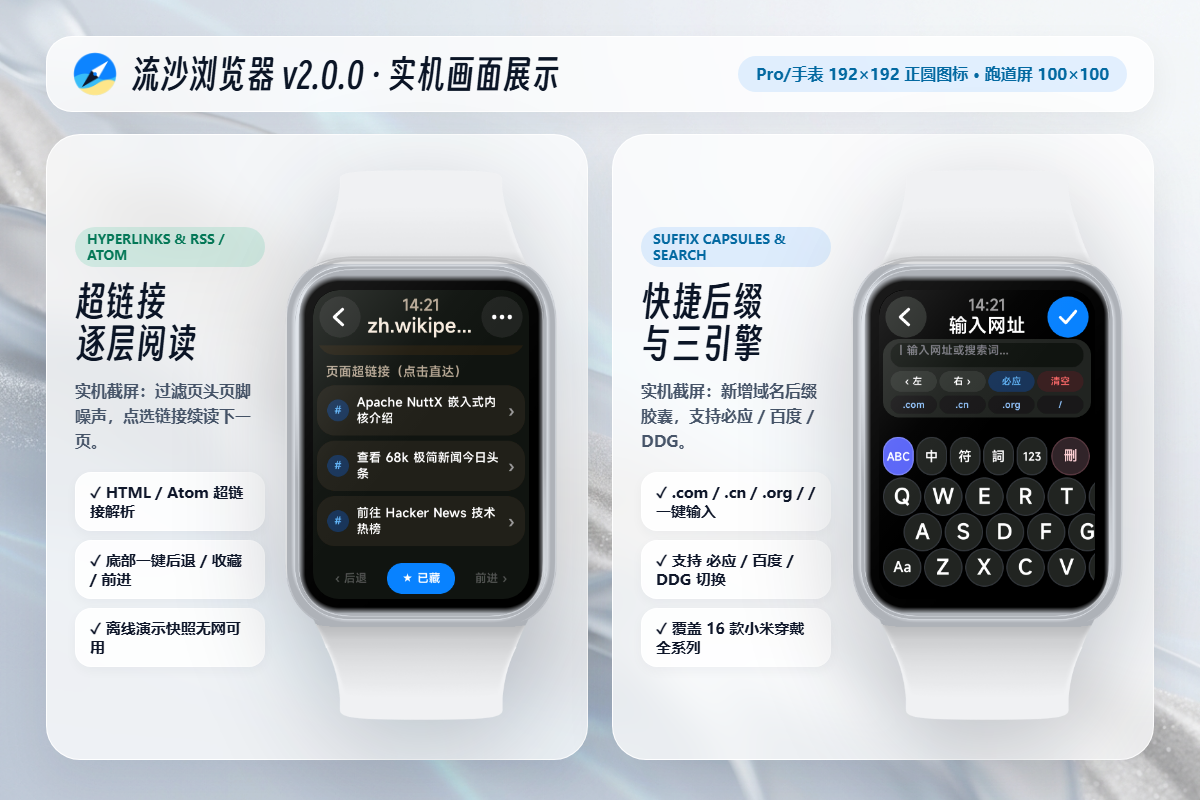 流沙浏览器 v2.0.0 · 实机画面展示
Pro/手表 192×192 正圆图标 • 跑道屏 100×100
HYPERLINKS & RSS /
ATOM
超链接
逐层阅读
实机截屏：过滤页头页脚
噪声，点选链接续读下一
页。
✓ HTML / Atom 超链
接解析
✓ 底部一键后退 / 收藏
/ 前进
✓ 离线演示快照无网可
用
14:21
zh.wikipe...
页面超链接（点击直达）
# Apache NuttX 嵌入式内
核介绍
# 查看 68k 极简新闻今日头
条
# 前往 Hacker News 技术
热榜
‹ 后退 ★ 已藏 前进 ›
SUFFIX CAPSULES &
SEARCH
快捷后缀
与三引擎
实机截屏：新增域名后缀
胶囊，支持必应 / 百度 /
DDG。
✓ .com / .cn / .org / /
一键输入
✓ 支持 必应 / 百度 /
DDG 切换
✓ 覆盖 16 款小米穿戴
全系列
14:21
输入网址
输入网址或搜索词...
‹ 左 右 › 必应 清空
.com .cn .org /
ABC 中 符 詞 123 刪
Q W E R T
A S D F G
Aa Z X C V